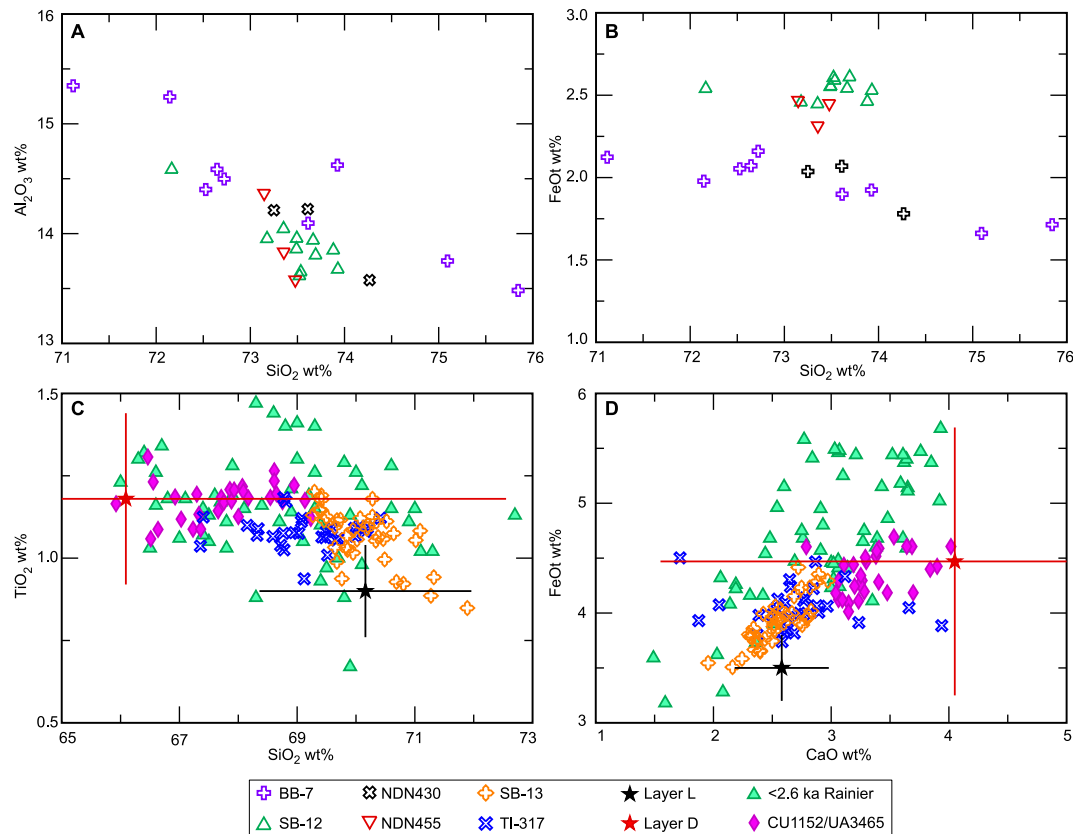 A
16
15
14
13
Al₂O₃ wt%
71 72 73 74 75 76
SiO₂ wt%
B
3.0
2.5
2.0
1.5
1.0
FeOt wt%
71 72 73 74 75 76
SiO₂ wt%
C
1.5
1.0
0.5
TiO₂ wt%
65 67 69 71 73
SiO₂ wt%
D
6
5
4
3
FeOt wt%
1 2 3 4 5
CaO wt%
BB-7 NDN430 SB-13 Layer L <2.6 ka Rainier
SB-12 NDN455 TI-317 Layer D CU1152/UA3465